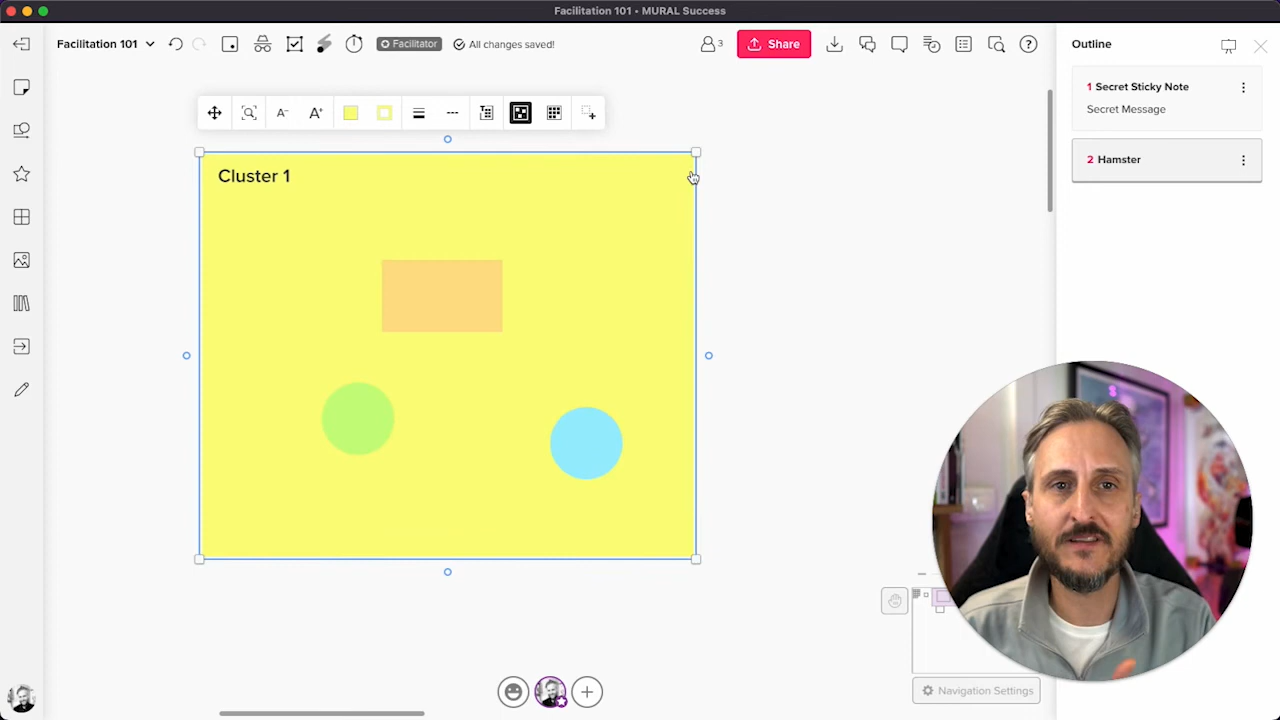 Facilitation 101 • MURAL Success
Facilitation 101
Facilitator
All changes saved!
3
Share
Outline
A-
A+
1 Secret Sticky Note
Secret Message
2 Hamster
Cluster 1
Navigation Settings